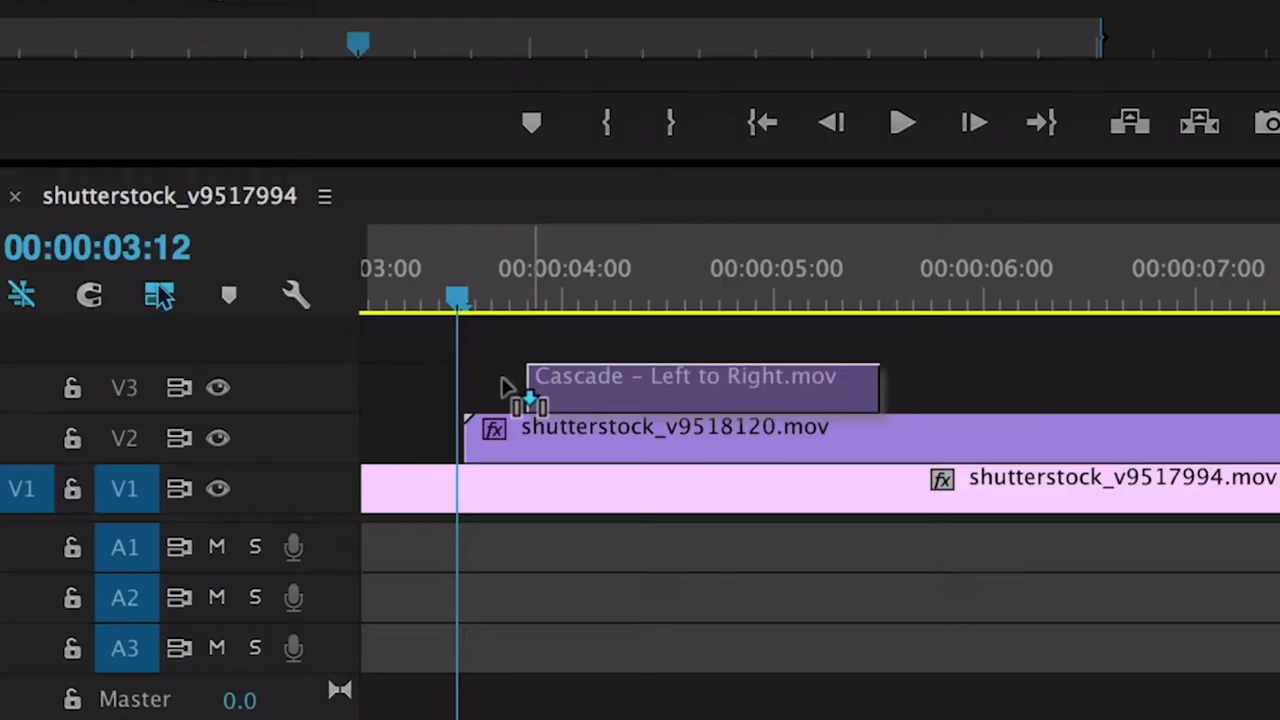 × shutterstock_v9517994
00:00:03:12
03:00 00:00:04:00 00:00:05:00 00:00:06:00 00:00:07:00
V3 Cascade – Left to Right.mov
V2 fx shutterstock_v9518120.mov
V1 V1 fx shutterstock_v9517994.mov
A1 M S
A2 M S
A3 M S
Master 0.0